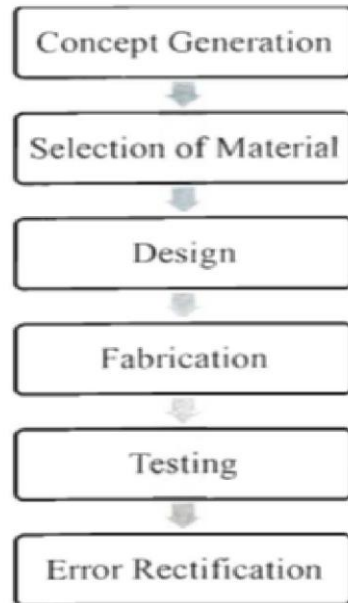 Concept Generation
Selection of Material
Design
Fabrication
Testing
Error Rectification